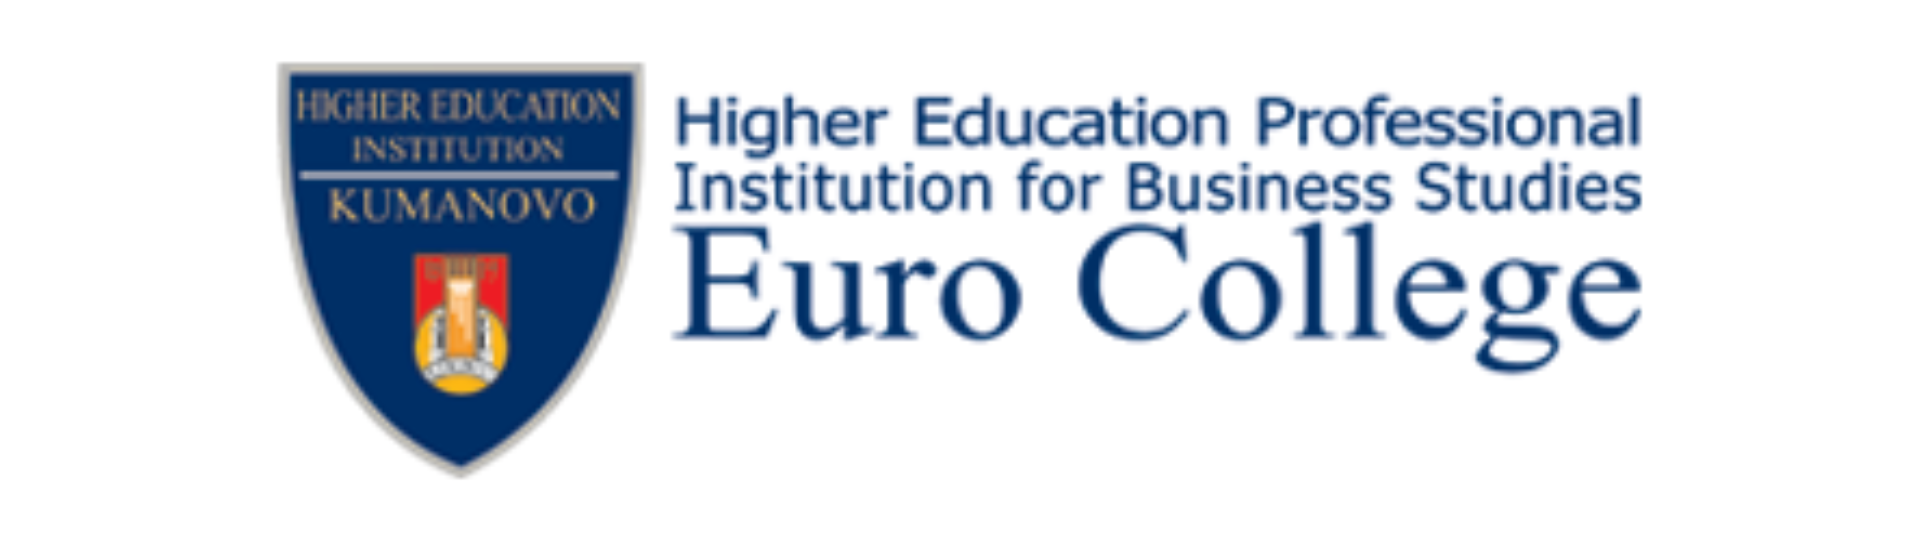 HIGHER EDUCATION
INSTITUTION
KUMANOVO
Higher Education Professional
Institution for Business Studies
Euro College